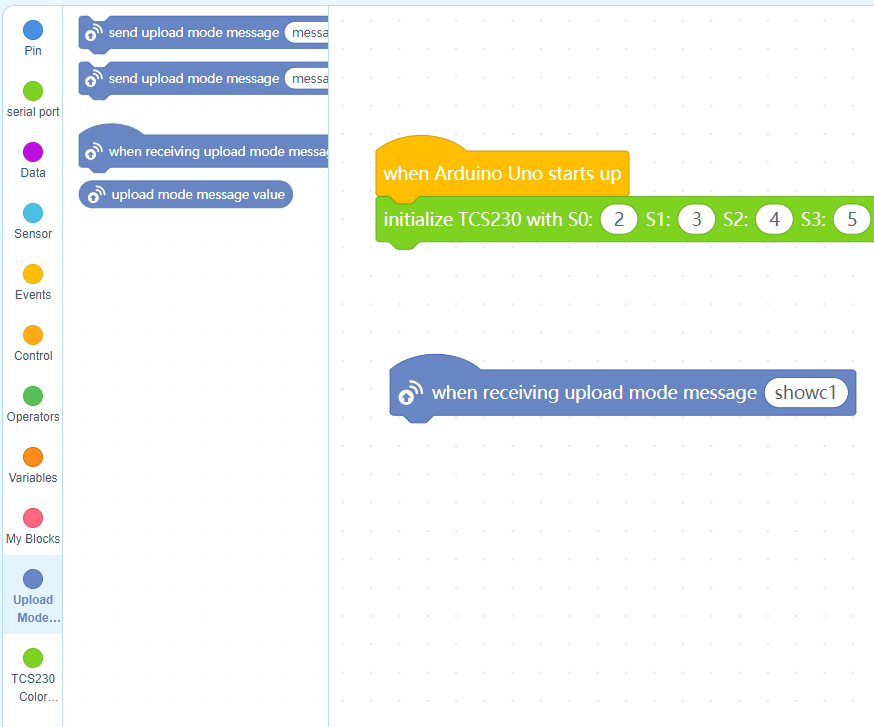 Pin
serial port
Data
Sensor
Events
Control
Operators
Variables
My Blocks
Upload
Mode...
TCS230
Color...
send upload mode message messa
send upload mode message messa
when receiving upload mode messag
upload mode message value
when Arduino Uno starts up
initialize TCS230 with S0: 2 S1: 3 S2: 4 S3: 5
when receiving upload mode message showc1